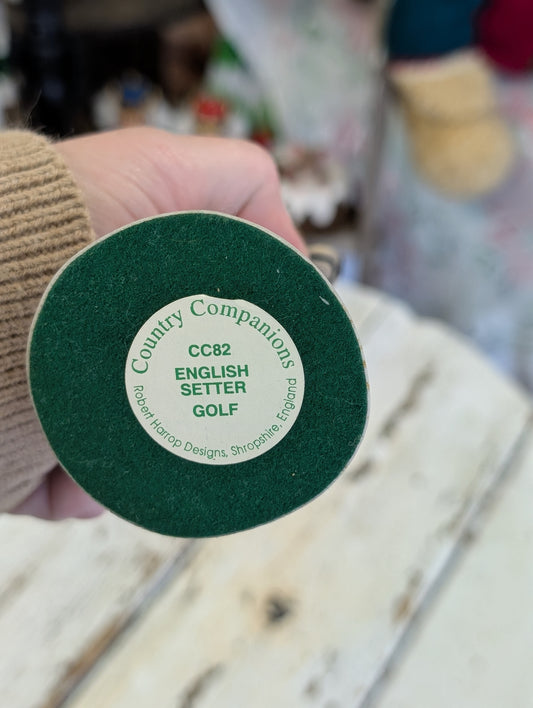 Country Companions
CC82
ENGLISH
SETTER
GOLF
Robert Harrop Designs, Shropshire, England